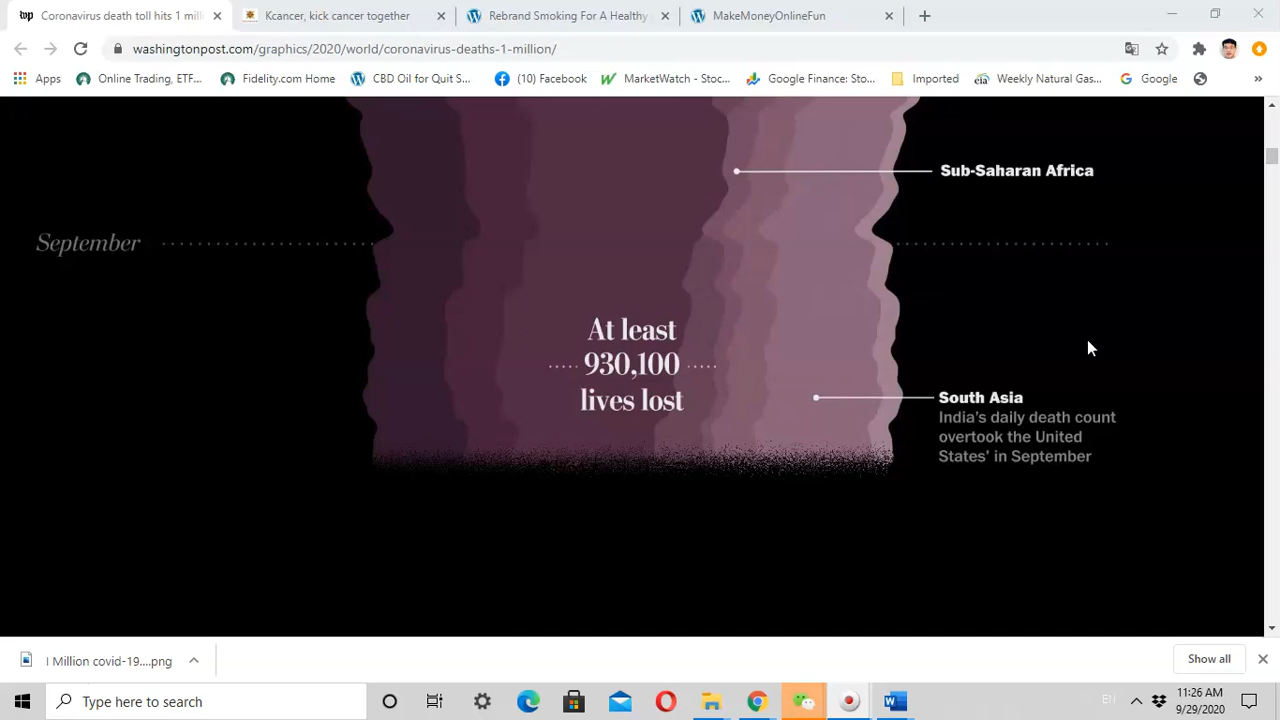 Coronavirus death toll hits 1 mill
Kcancer, kick cancer together
Rebrand Smoking For A Healthy
MakeMoneyOnlineFun
washingtonpost.com/graphics/2020/world/coronavirus-deaths-1-million/
Apps
Online Trading, ETF...
Fidelity.com Home
CBD Oil for Quit S...
(10) Facebook
MarketWatch - Stoc...
Google Finance: Sto...
Imported
eia
Weekly Natural Gas...
Google
»
Sub-Saharan Africa
September
At least
930,100
lives lost
South Asia
India's daily death count
overtook the United
States' in September
I Million covid-19....png
Show all
Type here to search
EN
11:26 AM
9/29/2020